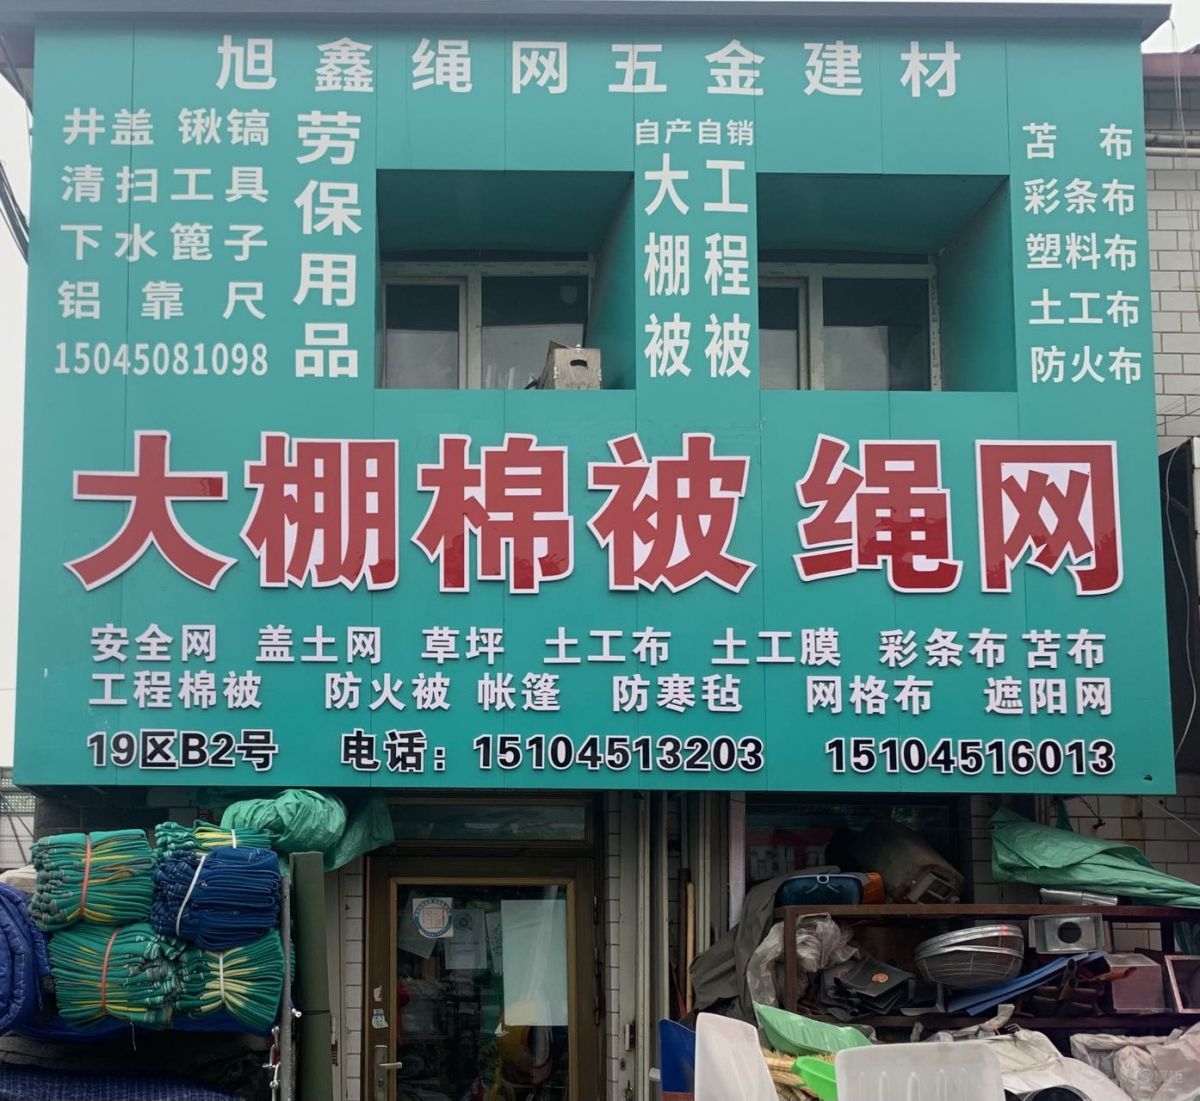 旭鑫绳网五金建材
井盖 锹镐
清扫工具
下水篦子
铝靠尺
15045081098
劳保用品
自产自销
大棚被
工程被
苫布
彩条布
塑料布
土工布
防火布
大棚棉被 绳网
安全网 盖土网 草坪 土工布 土工膜 彩条布 苫布
工程棉被 防火被 帐篷 防寒毡 网格布 遮阳网
19区B2号 电话：15104513203 15104516013